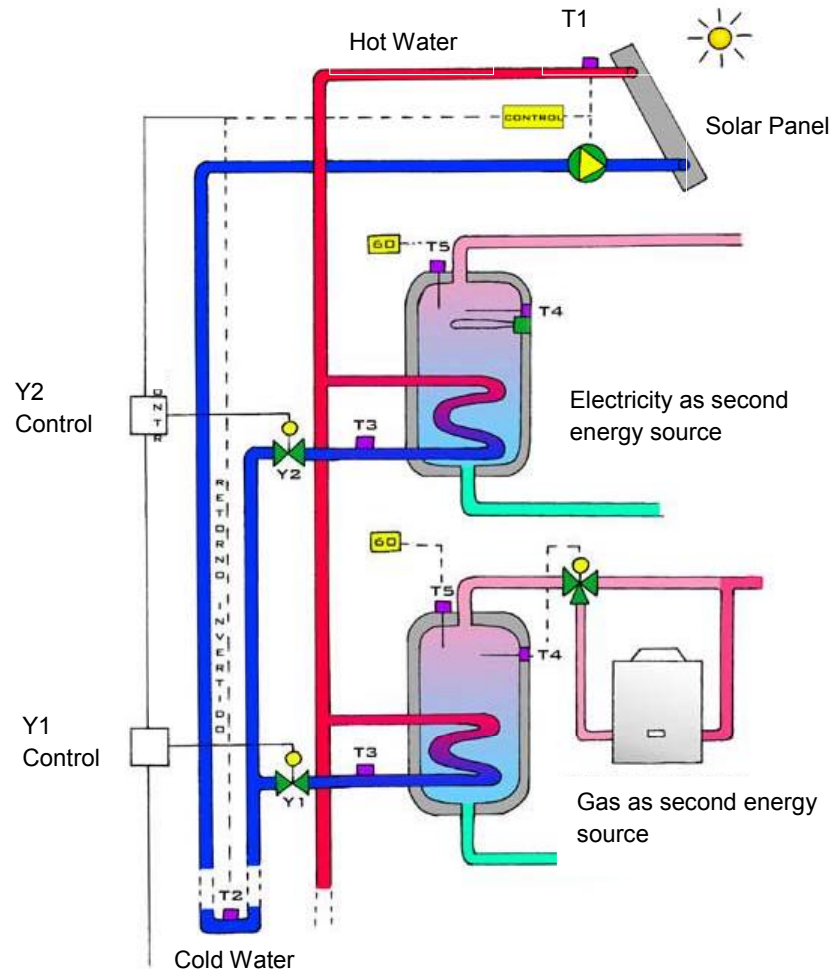 T1
Hot Water
CONTROL
Solar Panel
60
T5
T4
Y2
Control
T3
Electricity as second
energy source
Y2
RETORNO INVERTIDO
60
T5
T4
Y1
Control
T3
Y1
Gas as second energy
source
T2
Cold Water